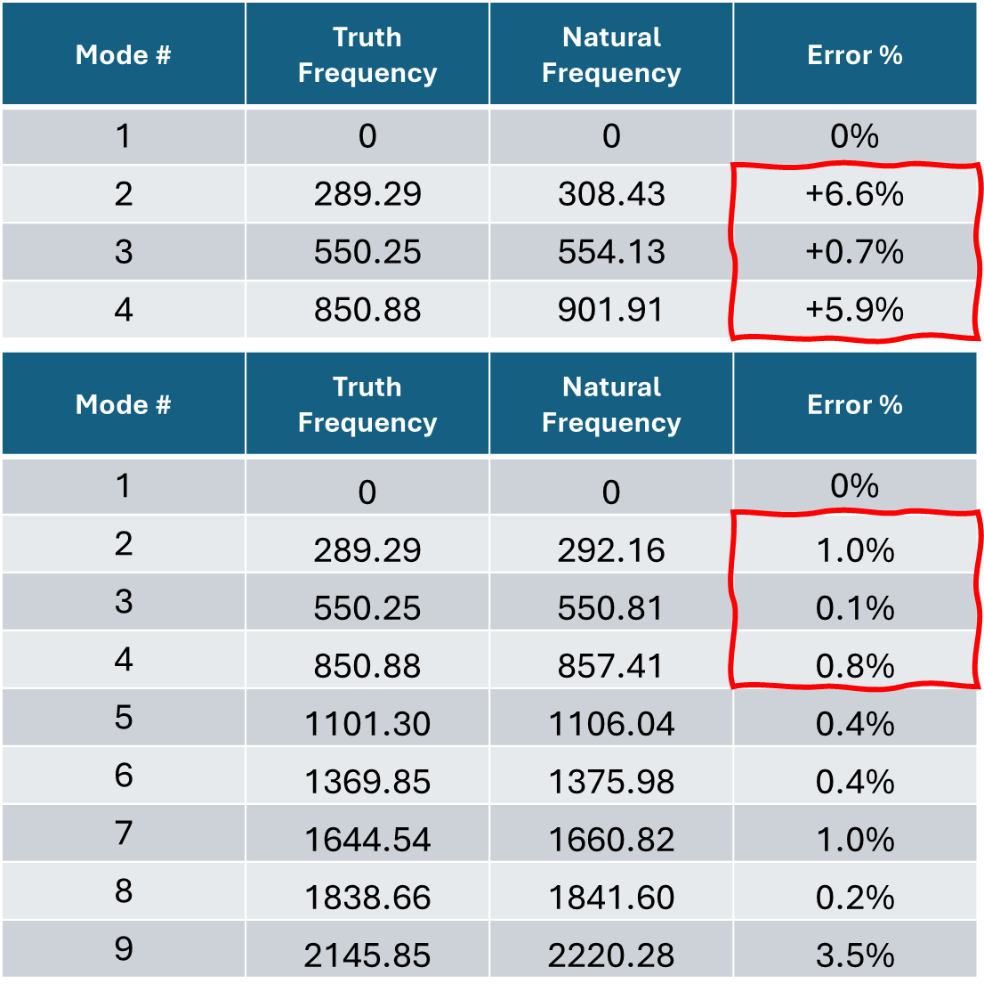 Mode # Truth Frequency Natural Frequency Error %
1 0 0 0%
2 289.29 308.43 +6.6%
3 550.25 554.13 +0.7%
4 850.88 901.91 +5.9%
Mode # Truth Frequency Natural Frequency Error %
1 0 0 0%
2 289.29 292.16 1.0%
3 550.25 550.81 0.1%
4 850.88 857.41 0.8%
5 1101.30 1106.04 0.4%
6 1369.85 1375.98 0.4%
7 1644.54 1660.82 1.0%
8 1838.66 1841.60 0.2%
9 2145.85 2220.28 3.5%